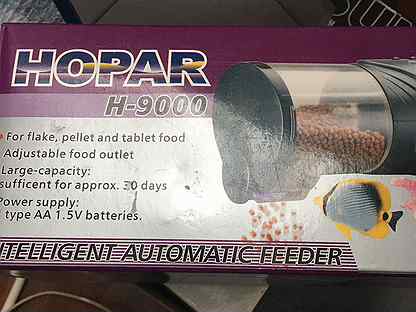 HOPAR
H-9000
For flake, pellet and tablet food
Adjustable food outlet
Large-capacity:
sufficent for approx. 30 days
Power supply:
type AA 1.5V batteries.
NTELLIGENT AUTOMATIC FEEDER